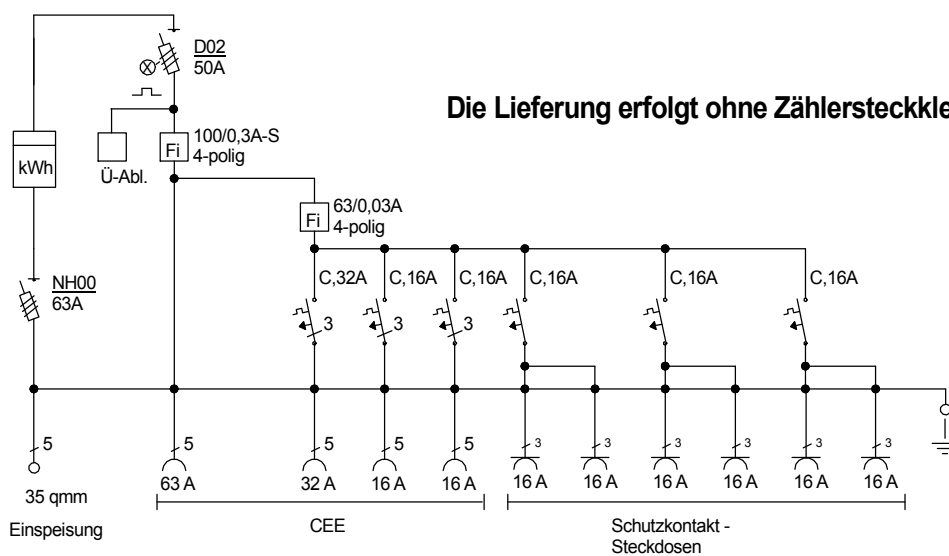 D02
50A
Die Lieferung erfolgt ohne Zählersteckkle
100/0,3A-S
4-polig
Fi
kWh
Ü-Abl.
63/0,03A
4-polig
Fi
NH00
63A
C,32A C,16A C,16A C,16A C,16A C,16A
3 3 3
5 5 5 5 5 3 3 3 3 3 3
63 A 32 A 16 A 16 A 16 A 16 A 16 A 16 A 16 A 16 A
35 qmm
Einspeisung
CEE
Schutzkontakt -
Steckdosen